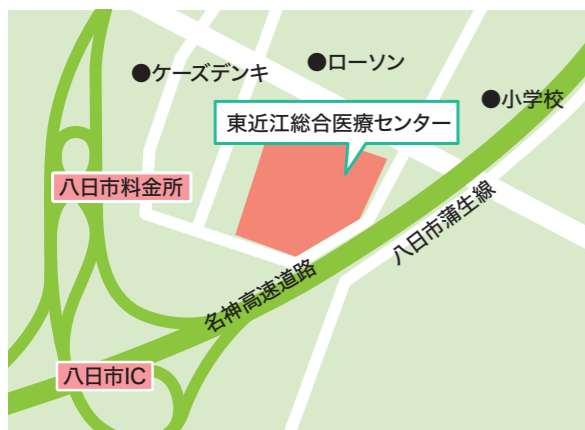 ●ローソン
●ケーズデンキ
●小学校
東近江総合医療センター
八日市料金所
八日市蒲生線
名神高速道路
八日市IC